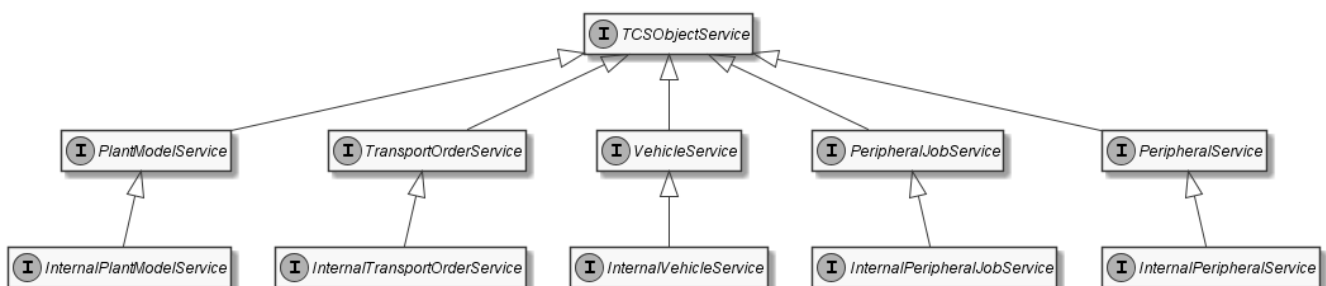 I TCSObjectService
I PlantModelService
I TransportOrderService
I VehicleService
I PeripheralJobService
I PeripheralService
I InternalPlantModelService
I InternalTransportOrderService
I InternalVehicleService
I InternalPeripheralJobService
I InternalPeripheralService